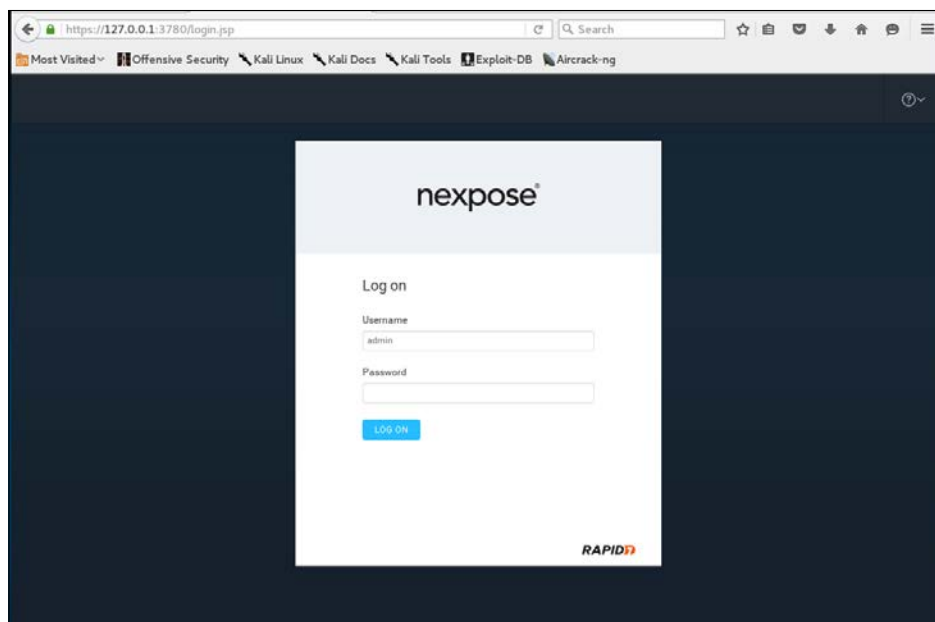 https://127.0.0.1:3780/login.jsp
Search
Most Visited Offensive Security Kali Linux Kali Docs Kali Tools Exploit-DB Aircrack-ng
nexpose®
Log on
Username
admin
Password
LOG ON
RAPID7